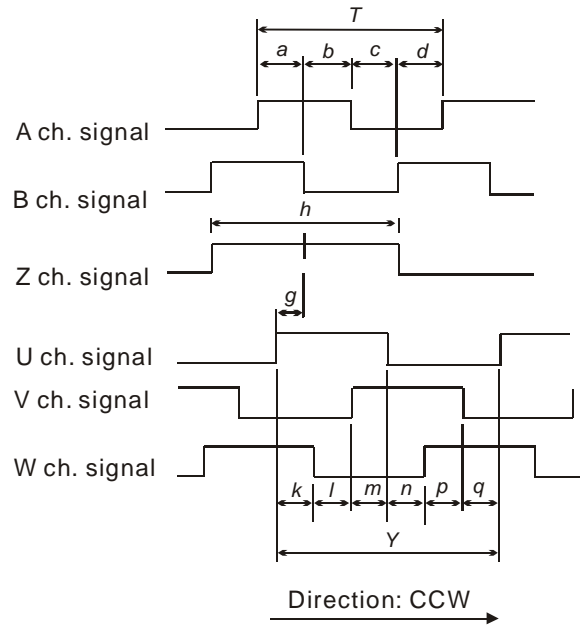 T
a b c d
A ch. signal
B ch. signal
h
Z ch. signal
g
U ch. signal
V ch. signal
W ch. signal
k l m n p q
Y
Direction: CCW